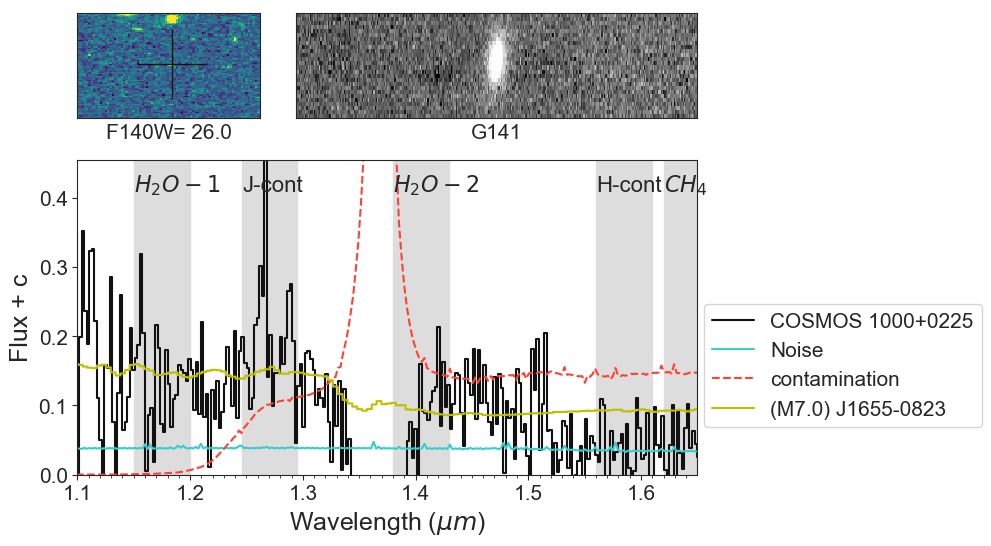 F140W= 26.0
G141
H₂O − 1
J-cont
H₂O − 2
H-cont
CH₄
Flux + c
0.4
0.3
0.2
0.1
0.0
1.1
1.2
1.3
1.4
1.5
1.6
Wavelength (μm)
COSMOS 1000+0225
Noise
contamination
(M7.0) J1655-0823